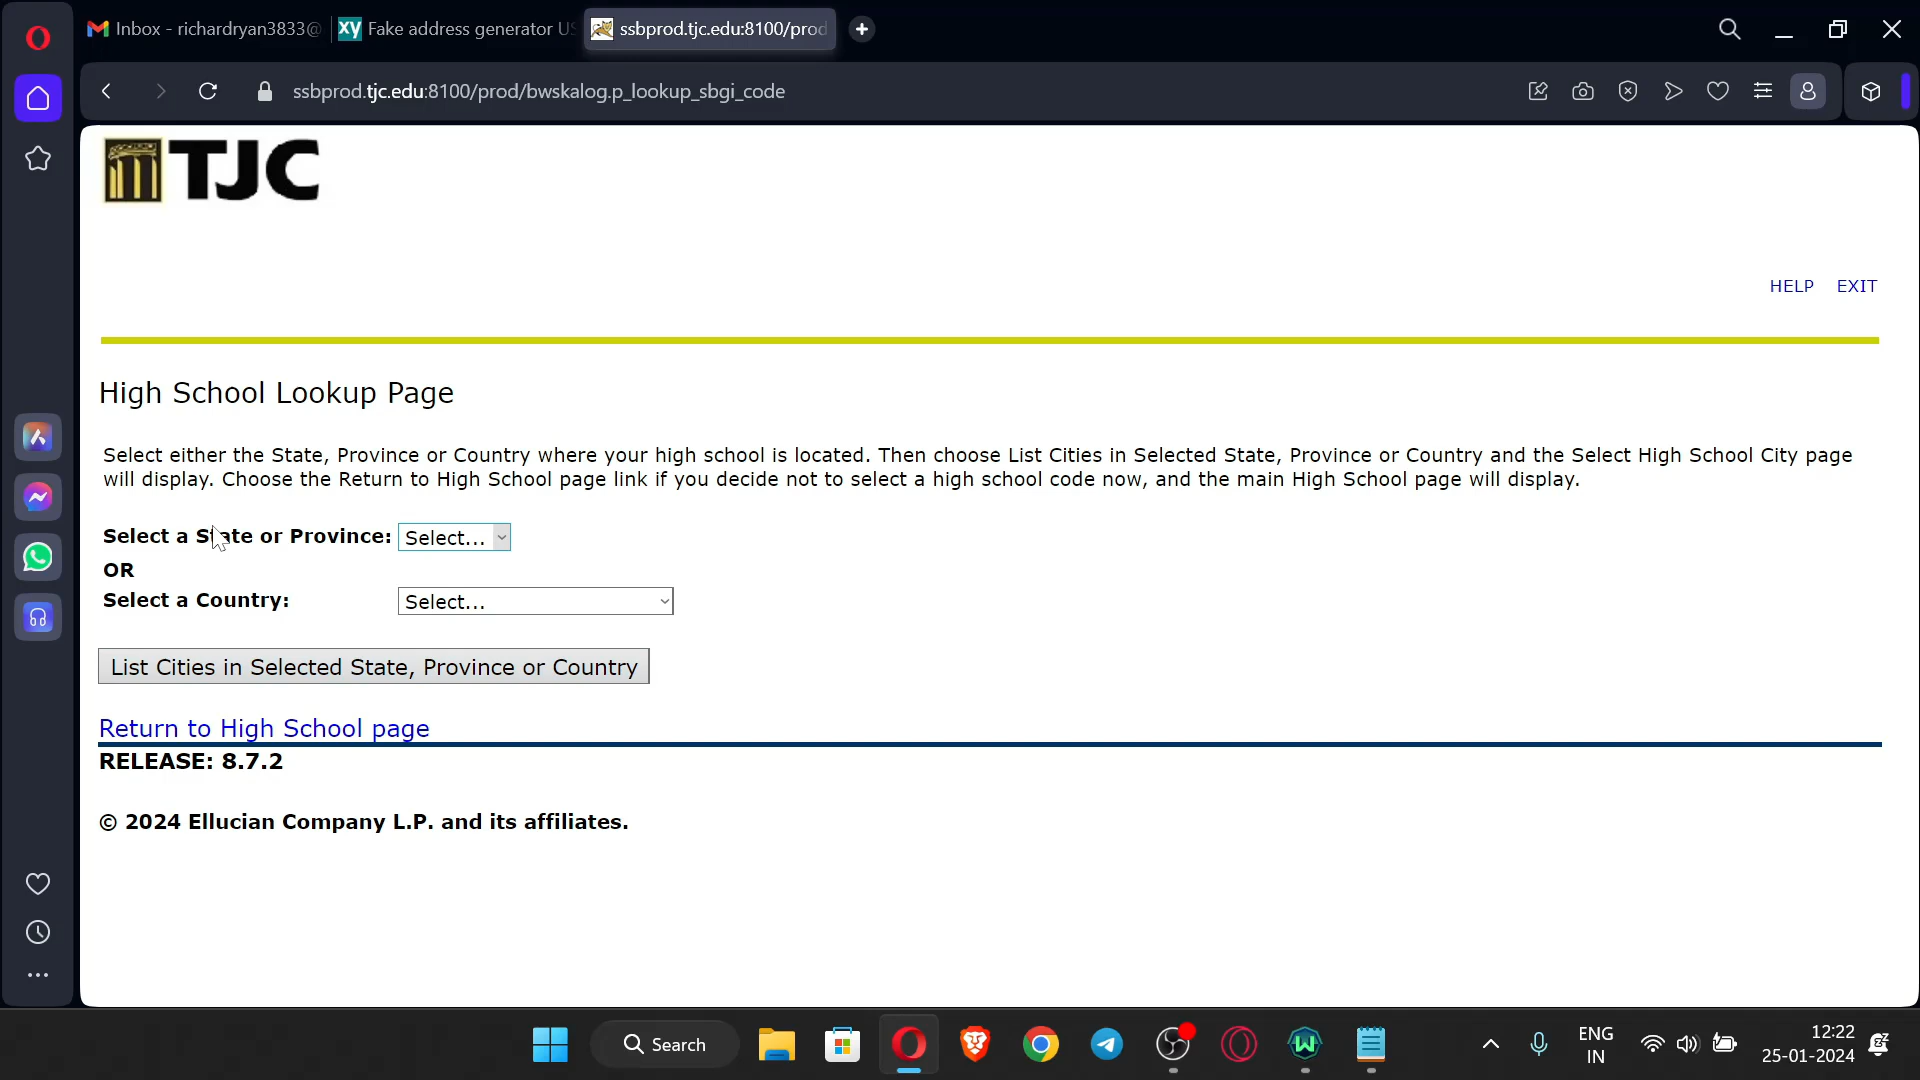 Inbox - richardryan3833@
Fake address generator US
ssbprod.tjc.edu:8100/prod
ssbprod.tjc.edu:8100/prod/bwskalog.p_lookup_sbgi_code
TJC
HELP EXIT
High School Lookup Page
Select either the State, Province or Country where your high school is located. Then choose List Cities in Selected State, Province or Country and the Select High School City page
will display. Choose the Return to High School page link if you decide not to select a high school code now, and the main High School page will display.
Select a State or Province: Select...
OR
Select a Country: Select...
List Cities in Selected State, Province or Country
Return to High School page
RELEASE: 8.7.2
© 2024 Ellucian Company L.P. and its affiliates.
Search
ENG
IN
12:22
25-01-2024